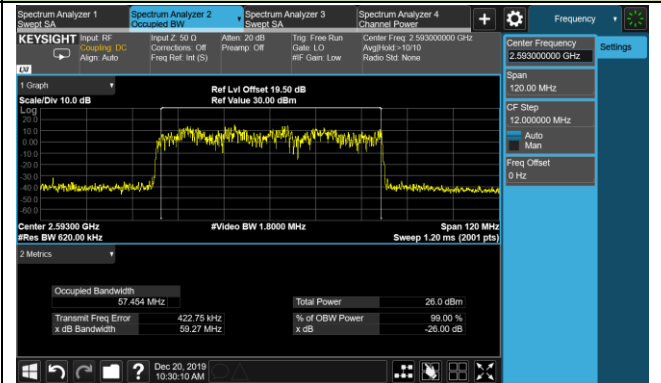 Spectrum Analyzer 1
Swept SA
Spectrum Analyzer 2
Occupied BW
Spectrum Analyzer 3
Swept SA
Spectrum Analyzer 4
Channel Power
+
Frequency
KEYSIGHT
Input: RF
Coupling: DC
Align: Auto
Input Z: 50 Ω
Corrections: Off
Freq Ref: Int (S)
Atten: 20 dB
Preamp: Off
Trig: Free Run
Gate: LO
#IF Gain: Low
Center Freq: 2.593000000 GHz
Avg|Hold:>10/10
Radio Std: None
LXI
Center Frequency
2.593000000 GHz
Settings
Span
120.00 MHz
CF Step
12.000000 MHz
Auto
Man
Freq Offset
0 Hz
1 Graph
Scale/Div 10.0 dB
Ref Lvl Offset 19.50 dB
Ref Value 30.00 dBm
Log
20.0
10.0
0.00
-10.0
-20.0
-30.0
-40.0
-50.0
-60.0
Center 2.59300 GHz
#Res BW 620.00 kHz
#Video BW 1.8000 MHz
Span 120 MHz
Sweep 1.20 ms (2001 pts)
2 Metrics
Occupied Bandwidth
57.454 MHz
Total Power
26.0 dBm
Transmit Freq Error
422.75 kHz
% of OBW Power
99.00 %
x dB Bandwidth
59.27 MHz
x dB
-26.00 dB
?
Dec 20, 2019
10:30:10 AM